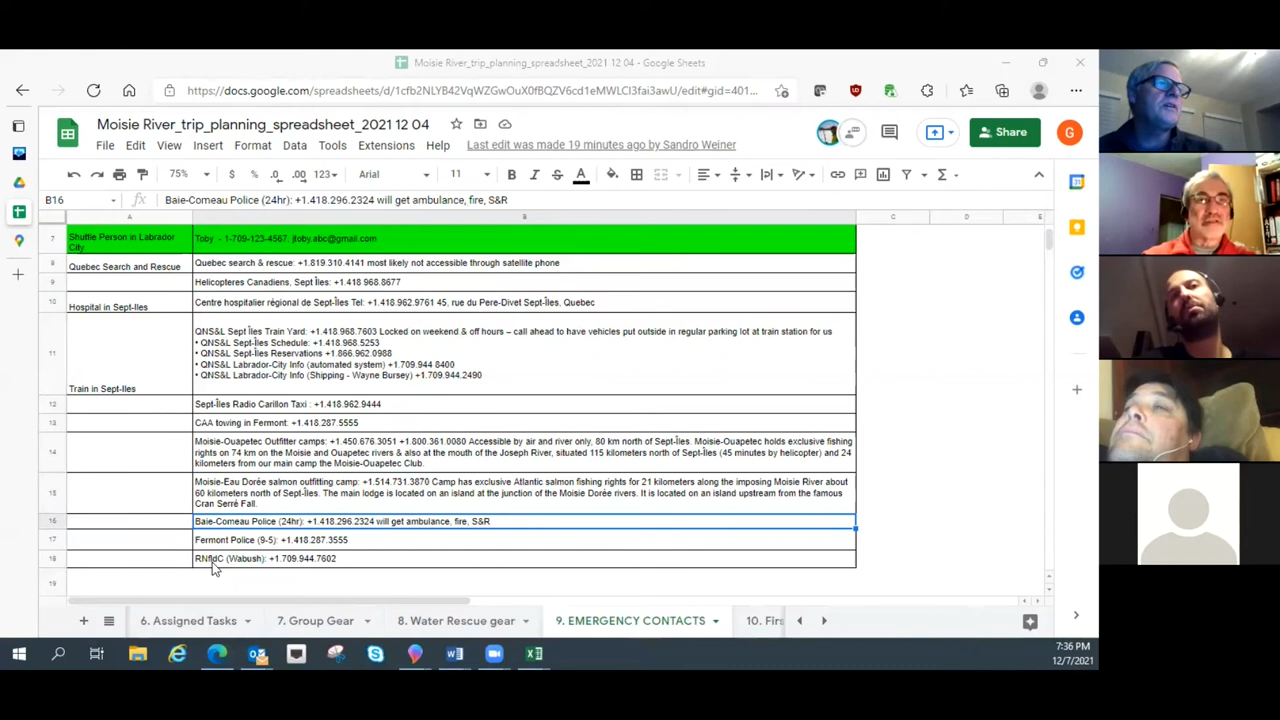 Moisie River_trip_planning_spreadsheet_2021 12 04 - Google Sheets
https://docs.google.com/spreadsheets/d/1cfb2NLYB42VqWZGwOuX0fBQZV6cd1eMWLCI3fai3awU/edit#gid=401...
Moisie River_trip_planning_spreadsheet_2021 12 04
File Edit View Insert Format Data Tools Extensions Help Last edit was made 19 minutes ago by Sandro Weiner
Share
G
75% $ % .0 .00 123 Arial 11 B I S A
B16 fx Baie-Comeau Police (24hr): +1.418.296.2324 will get ambulance, fire, S&R
A B C D E
7 Shuttle Person in Labrador City Toby - 1-709-123-4567. jtoby.abc@gmail.com
8 Quebec Search and Rescue Quebec search & rescue: +1.819.310.4141 most likely not accessible through satellite phone
9 Helicopteres Canadiens, Sept Îles: +1.418 968.8677
10 Hospital in Sept-Iles Centre hospitalier régional de Sept-Îles Tel: +1.418.962.9761 45, rue du Pere-Divet Sept-Îles, Quebec
11 Train in Sept-Iles QNS&L Sept Îles Train Yard: +1.418.968.7603 Locked on weekend & off hours – call ahead to have vehicles put outside in regular parking lot at train station for us
• QNS&L Sept-Îles Schedule: +1.418.968.5253
• QNS&L Sept-Îles Reservations +1.866.962.0988
• QNS&L Labrador-City Info (automated system) +1.709.944 8400
• QNS&L Labrador-City Info (Shipping - Wayne Bursey) +1.709.944.2490
12 Sept-Îles Radio Carillon Taxi : +1.418.962.9444
13 CAA towing in Fermont: +1.418.287.5555
14 Moisie-Ouapetec Outfitter camps: +1.450.676.3051 +1.800.361.0080 Accessible by air and river only, 80 km north of Sept-Îles. Moisie-Ouapetec holds exclusive fishing
rights on 74 km on the Moisie and Ouapetec rivers & also at the mouth of the Joseph River, situated 115 kilometers north of Sept-Îles (45 minutes by helicopter) and 24
kilometers from our main camp the Moisie-Ouapetec Club.
15 Moisie-Eau Dorée salmon outfitting camp: +1.514.731.3870 Camp has exclusive Atlantic salmon fishing rights for 21 kilometers along the imposing Moisie River about
60 kilometers north of Sept-Îles. The main lodge is located on an island at the junction of the Moisie Dorée rivers. It is located on an island upstream from the famous
Cran Serré Fall.
16 Baie-Comeau Police (24hr): +1.418.296.2324 will get ambulance, fire, S&R
17 Fermont Police (9-5): +1.418.287.3555
18 RNfldC (Wabush): +1.709.944.7602
19
6. Assigned Tasks 7. Group Gear 8. Water Rescue gear 9. EMERGENCY CONTACTS 10. Firs
7:36 PM
12/7/2021